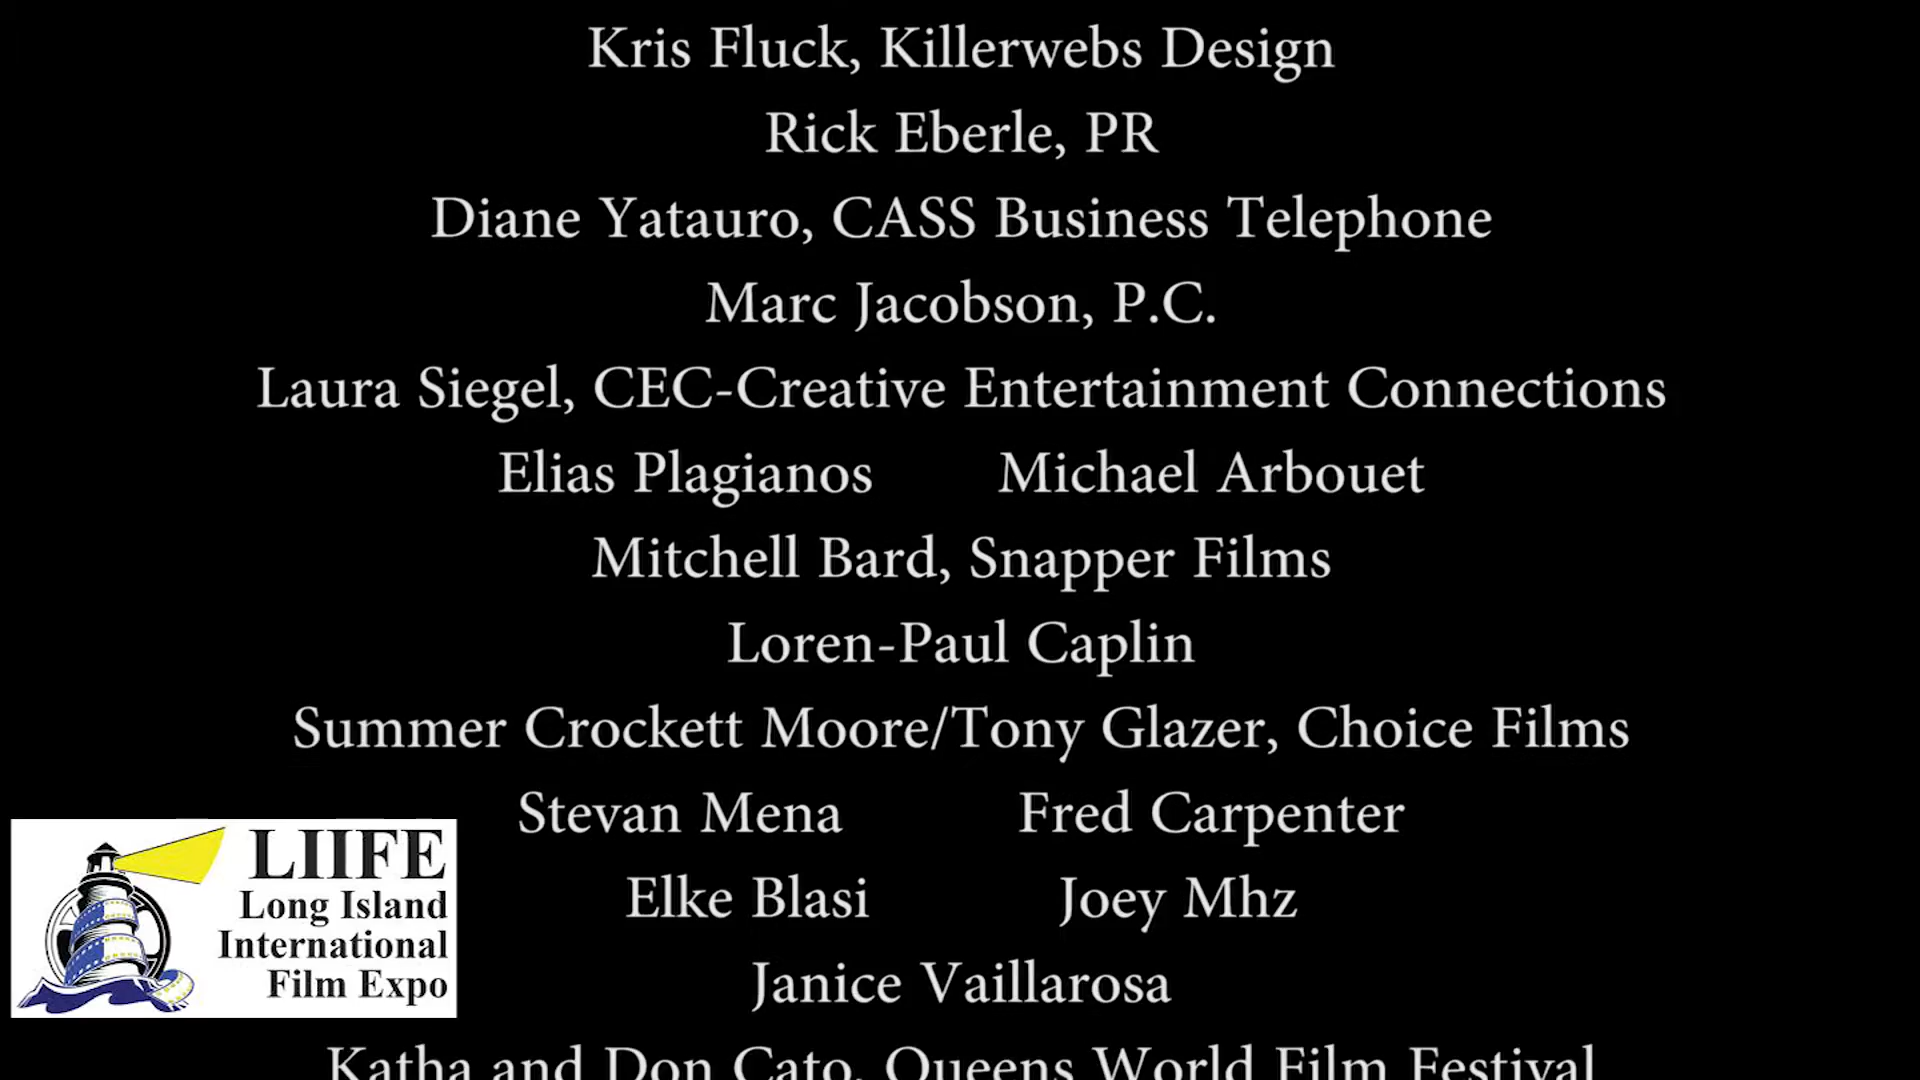 Kris Fluck, Killerwebs Design
Rick Eberle, PR
Diane Yatauro, CASS Business Telephone
Marc Jacobson, P.C.
Laura Siegel, CEC-Creative Entertainment Connections
Elias Plagianos Michael Arbouet
Mitchell Bard, Snapper Films
Loren-Paul Caplin
Summer Crockett Moore/Tony Glazer, Choice Films
Stevan Mena Fred Carpenter
Elke Blasi Joey Mhz
Janice Vaillarosa
Katha and Don Cato, Queens World Film Festival
LIIFE
Long Island
International
Film Expo